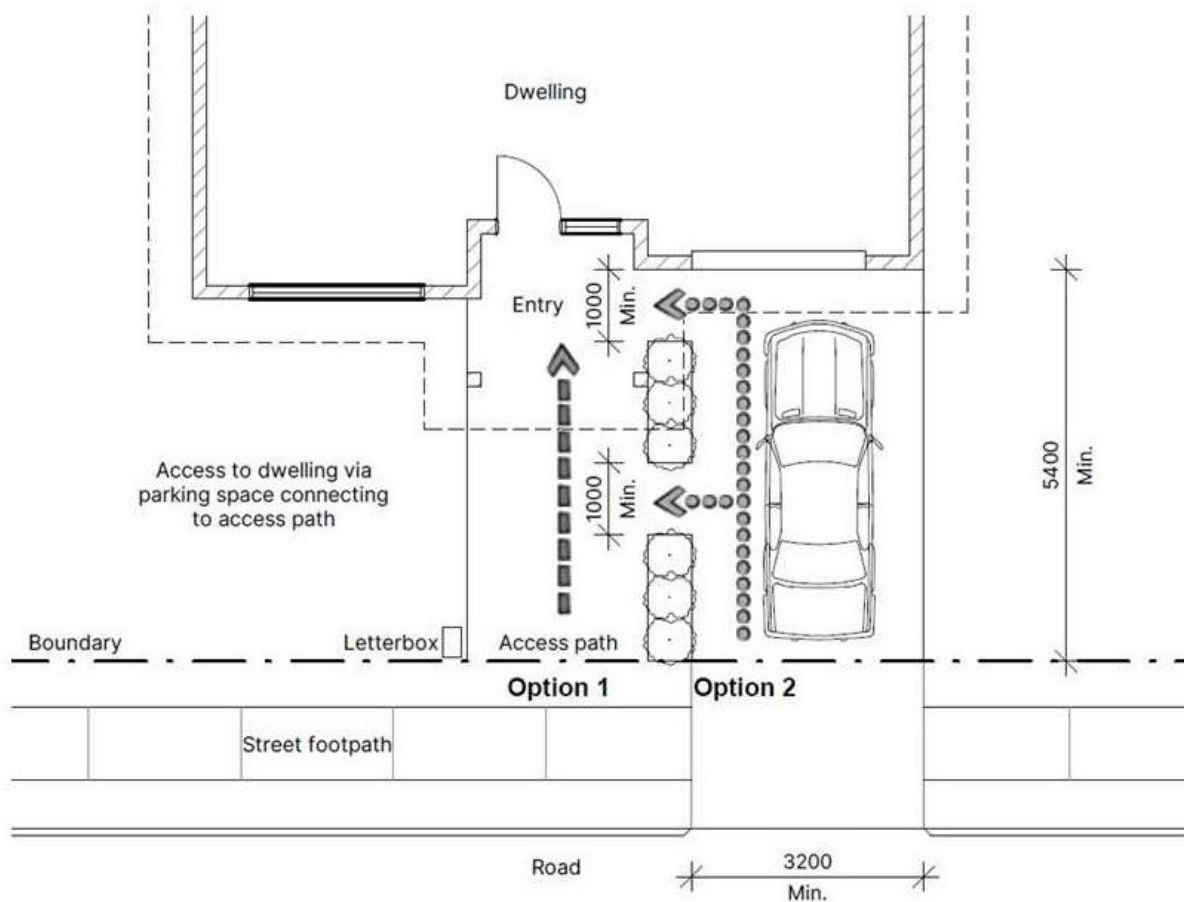 Dwelling
Entry
1000
Min.
Access to dwelling via
parking space connecting
to access path
1000
Min.
5400
Min.
Boundary
Letterbox
Access path
Option 1
Option 2
Street footpath
Road
3200
Min.